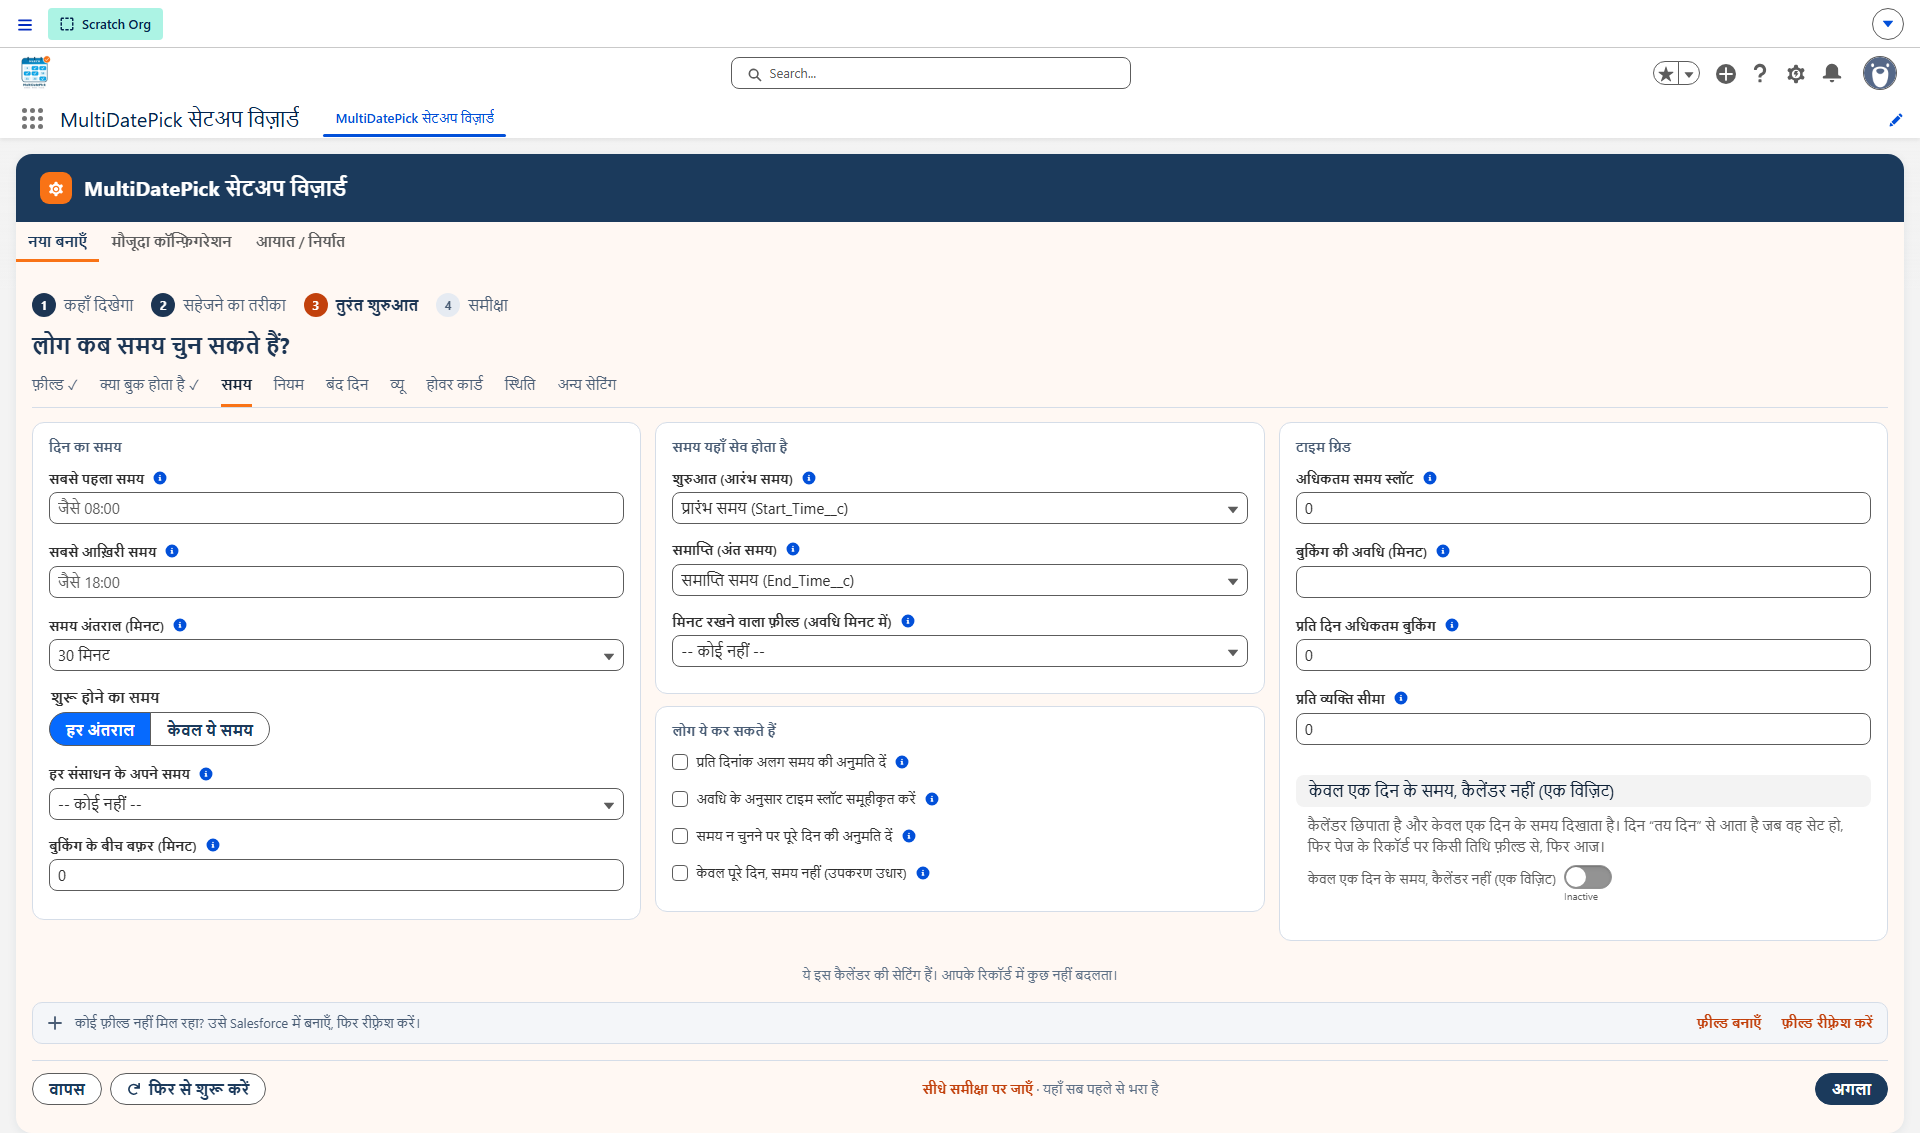 Scratch Org
Search...
MultiDatePick सेटअप विज़ार्ड
MultiDatePick सेटअप विज़ार्ड
MultiDatePick सेटअप विज़ार्ड
नया बनाएँ
मौजूदा कॉन्फ़िगरेशन
आयात / निर्यात
1 कहाँ दिखेगा
2 सहेजने का तरीका
3 तुरंत शुरुआत
4 समीक्षा
लोग कब समय चुन सकते हैं?
फ़ील्ड ✓
क्या बुक होता है ✓
समय
नियम
बंद दिन
व्यू
होवर कार्ड
स्थिति
अन्य सेटिंग
दिन का समय
सबसे पहला समय
जैसे 08:00
सबसे आख़िरी समय
जैसे 18:00
समय अंतराल (मिनट)
30 मिनट
शुरू होने का समय
हर अंतराल
केवल ये समय
हर संसाधन के अपने समय
-- कोई नहीं --
बुकिंग के बीच बफ़र (मिनट)
0
समय यहाँ सेव होता है
शुरुआत (आरंभ समय)
प्रारंभ समय (Start_Time__c)
समाप्ति (अंत समय)
समाप्ति समय (End_Time__c)
मिनट रखने वाला फ़ील्ड (अवधि मिनट में)
-- कोई नहीं --
लोग ये कर सकते हैं
प्रति दिनांक अलग समय की अनुमति दें
अवधि के अनुसार टाइम स्लॉट समूहीकृत करें
समय न चुनने पर पूरे दिन की अनुमति दें
केवल पूरे दिन, समय नहीं (उपकरण उधार)
टाइम ग्रिड
अधिकतम समय स्लॉट
0
बुकिंग की अवधि (मिनट)
प्रति दिन अधिकतम बुकिंग
0
प्रति व्यक्ति सीमा
0
केवल एक दिन के समय, कैलेंडर नहीं (एक विज़िट)
कैलेंडर छिपाता है और केवल एक दिन के समय दिखाता है। दिन “तय दिन” से आता है जब वह सेट हो,
फिर पेज के रिकॉर्ड पर किसी तिथि फ़ील्ड से, फिर आज।
केवल एक दिन के समय, कैलेंडर नहीं (एक विज़िट)
Inactive
ये इस कैलेंडर की सेटिंग हैं। आपके रिकॉर्ड में कुछ नहीं बदलता।
कोई फ़ील्ड नहीं मिल रहा? उसे Salesforce में बनाएँ, फिर रीफ़्रेश करें।
फ़ील्ड बनाएँ
फ़ील्ड रीफ़्रेश करें
वापस
फिर से शुरू करें
सीधे समीक्षा पर जाएँ · यहाँ सब पहले से भरा है
अगला